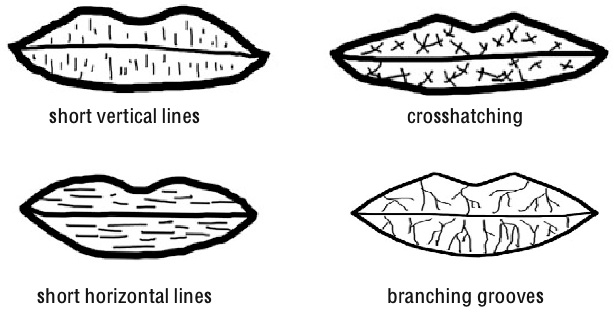 short vertical lines
crosshatching
short horizontal lines
branching grooves